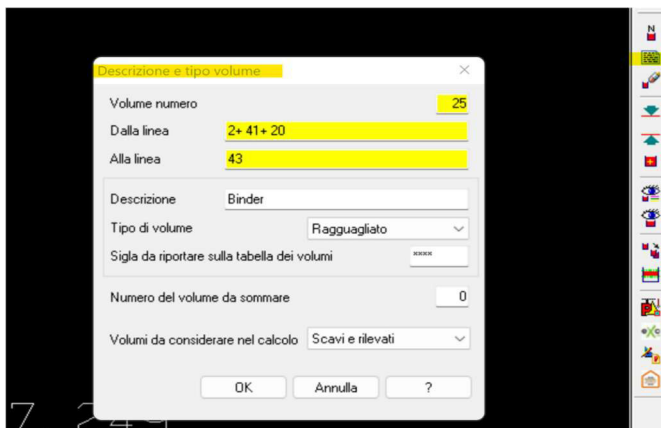 Descrizione e tipo volume
Volume numero 25
Dalla linea 2+ 41+ 20
Alla linea 43
Descrizione Binder
Tipo di volume Ragguagliato
Sigla da riportare sulla tabella dei volumi xxxx
Numero del volume da sommare 0
Volumi da considerare nel calcolo Scavi e rilevati
OK Annulla ?
N